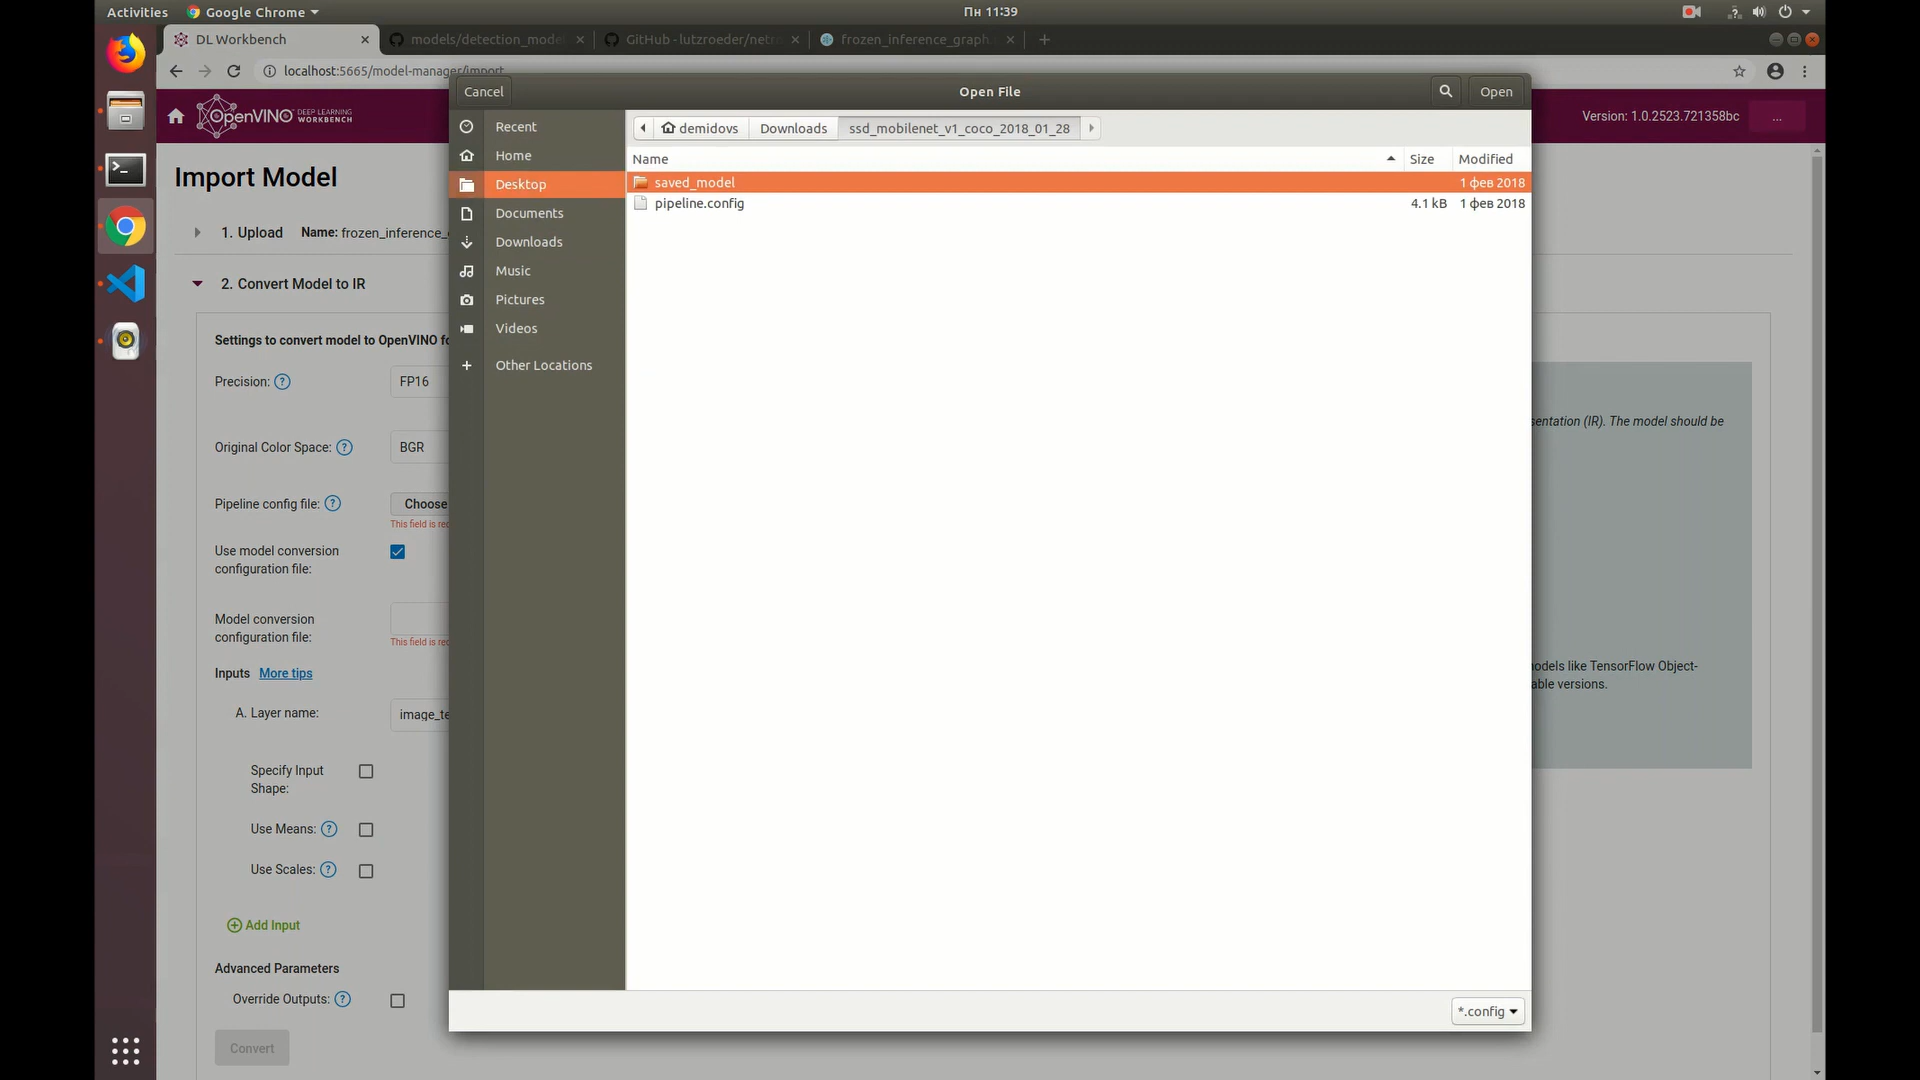 Activities
Google Chrome
Пн 11:39
DL Workbench
models/detection_mode
GitHub - lutzroeder/netro
frozen_inference_graph.
localhost:5665/model-manager/import
OpenVINO DEEP LEARNING WORKBENCH
Version: 1.0.2523.721358bc
...
Import Model
1. Upload Name: frozen_inference_
2. Convert Model to IR
Settings to convert model to OpenVINO fo
Precision: ?
FP16
Original Color Space: ?
BGR
Pipeline config file: ?
Choose
This field is rec
Use model conversion
configuration file:
Model conversion
configuration file:
This field is rec
Inputs More tips
A. Layer name:
image_te
Specify Input
Shape:
Use Means: ?
Use Scales: ?
Add Input
Advanced Parameters
Override Outputs: ?
Convert
Cancel
Open File
Open
Recent
Home
Desktop
Documents
Downloads
Music
Pictures
Videos
+ Other Locations
demidovs
Downloads
ssd_mobilenet_v1_coco_2018_01_28
Name Size Modified
saved_model 1 фев 2018
pipeline.config 4.1 kB 1 фев 2018
*.config
sentation (IR). The model should be
odels like TensorFlow Object-
able versions.